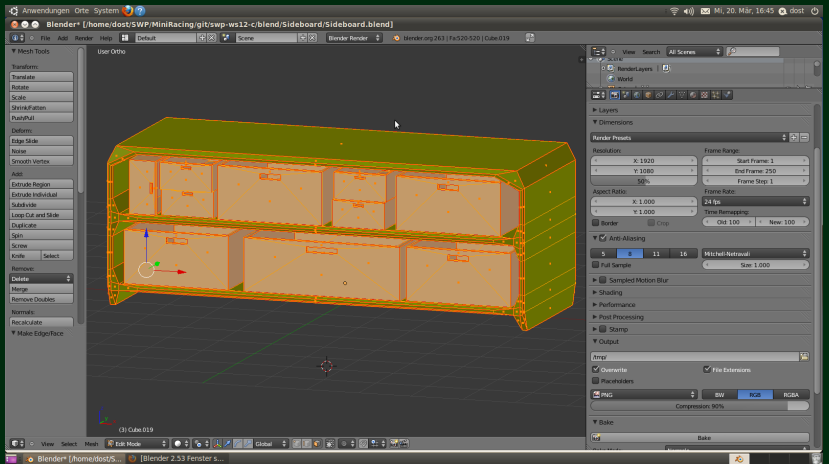 Anwendungen Orte System
Mi, 20. Mär, 16:45 dost
Blender* [/home/dost/SWP/MiniRacing/git/swp-ws12-c/blend/Sideboard/Sideboard.blend]
File Add Render Help Default Scene Blender Render blender.org 263 | Fa:520-520 | Cube.019
View Search All Scenes
Scene
RenderLayers
World
Mesh Tools
Transform:
Translate
Rotate
Scale
Shrink/Fatten
Push/Pull
Deform:
Edge Slide
Noise
Smooth Vertex
Add:
Extrude Region
Extrude Individual
Subdivide
Loop Cut and Slide
Duplicate
Spin
Screw
Knife Select
Remove:
Delete
Merge
Remove Doubles
Normals:
Recalculate
Make Edge/Face
User Ortho
(3) Cube.019
View Select Mesh Edit Mode Global
Layers
Dimensions
Render Presets
Resolution: Frame Range:
X: 1920 Start Frame: 1
Y: 1080 End Frame: 250
50% Frame Step: 1
Aspect Ratio: Frame Rate:
X: 1.000 24 fps
Y: 1.000 Time Remapping:
Border Crop Old: 100 New: 100
Anti-Aliasing
5 8 11 16 Mitchell-Netravali
Full Sample Size: 1.000
Sampled Motion Blur
Shading
Performance
Post Processing
Stamp
Output
/tmp/
Overwrite File Extensions
Placeholders
PNG BW RGB RGBA
Compression: 90%
Bake
Bake
Blender* [/home/dost/S... [Blender 2.53 Fenster s...